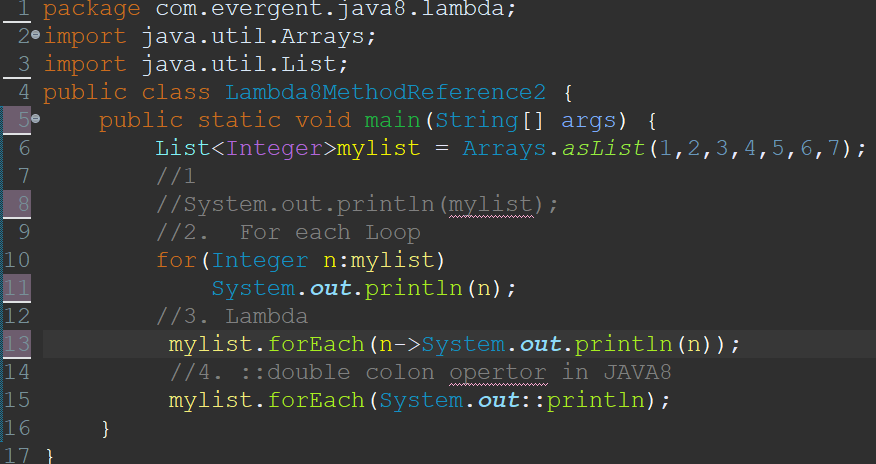 1 package com.evergent.java8.lambda;
2 import java.util.Arrays;
3 import java.util.List;
4 public class Lambda8MethodReference2 {
5     public static void main(String[] args) {
6         List<Integer>mylist = Arrays.asList(1,2,3,4,5,6,7);
7         //1
8         //System.out.println(mylist);
9         //2.  For each Loop
10         for(Integer n:mylist)
11             System.out.println(n);
12         //3. Lambda
13          mylist.forEach(n->System.out.println(n));
14          //4. ::double colon opertor in JAVA8
15          mylist.forEach(System.out::println);
16     }
17 }